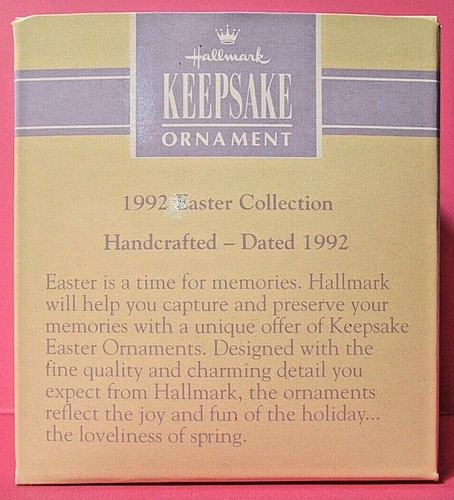 Hallmark
KEEPSAKE
ORNAMENT
1992 Easter Collection
Handcrafted – Dated 1992
Easter is a time for memories. Hallmark
will help you capture and preserve your
memories with a unique offer of Keepsake
Easter Ornaments. Designed with the
fine quality and charming detail you
expect from Hallmark, the ornaments
reflect the joy and fun of the holiday...
the loveliness of spring.